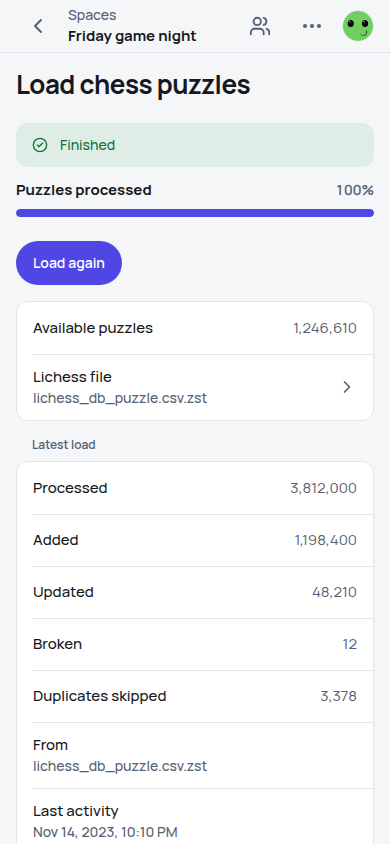 Spaces
Friday game night
Load chess puzzles
Finished
Puzzles processed 100%
Load again
Available puzzles 1,246,610
Lichess file
lichess_db_puzzle.csv.zst
Latest load
Processed 3,812,000
Added 1,198,400
Updated 48,210
Broken 12
Duplicates skipped 3,378
From
lichess_db_puzzle.csv.zst
Last activity
Nov 14, 2023, 10:10 PM